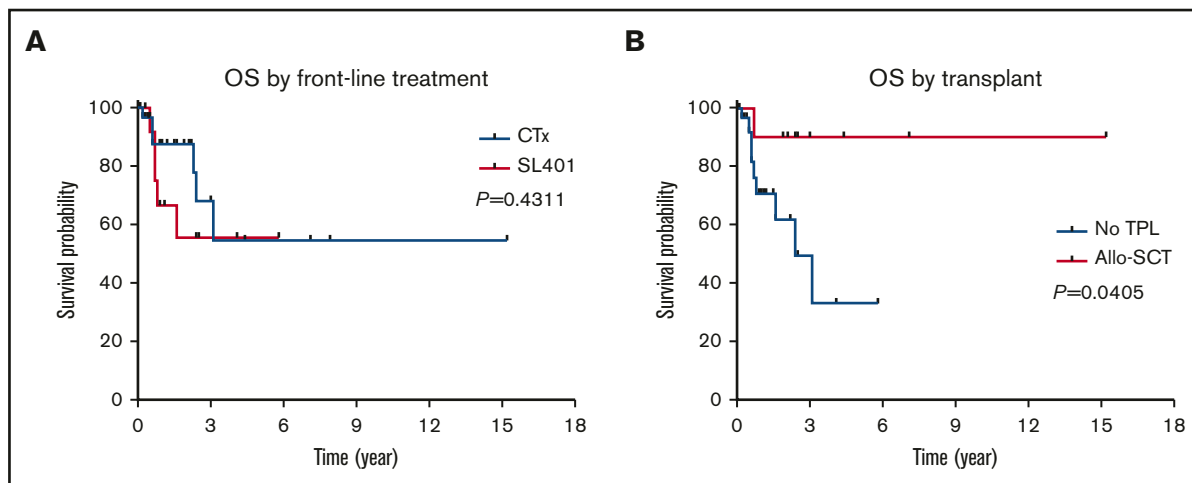 A
OS by front-line treatment
100
80
60
40
20
0
Survival probability
CTx
SL401
P=0.4311
0 3 6 9 12 15 18
Time (year)
B
OS by transplant
100
80
60
40
20
0
Survival probability
No TPL
Allo-SCT
P=0.0405
0 3 6 9 12 15 18
Time (year)